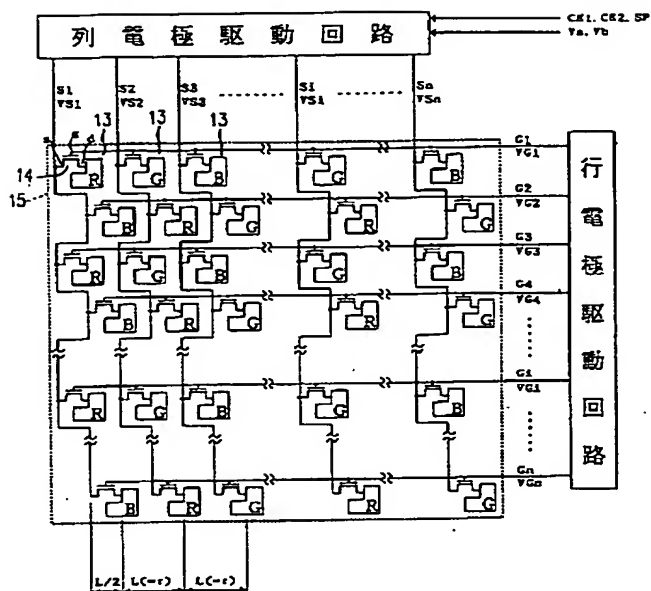 列電極駆動回路
CK1. CK2. SP
Va. Vb
S1 S2 S3 Si Sn
VS1 VS2 VS3 VSi VSn
13 13 13
G1
VG1
14
R G B G B
15
G2
VG2
B R G R G
G3
VG3
R G B G B
G4
VG4
B R G R G
Gi
VGi
R G B G B
Gn
VGn
B R G R G
行電極駆動回路
L/2 L(=r) L(=r)